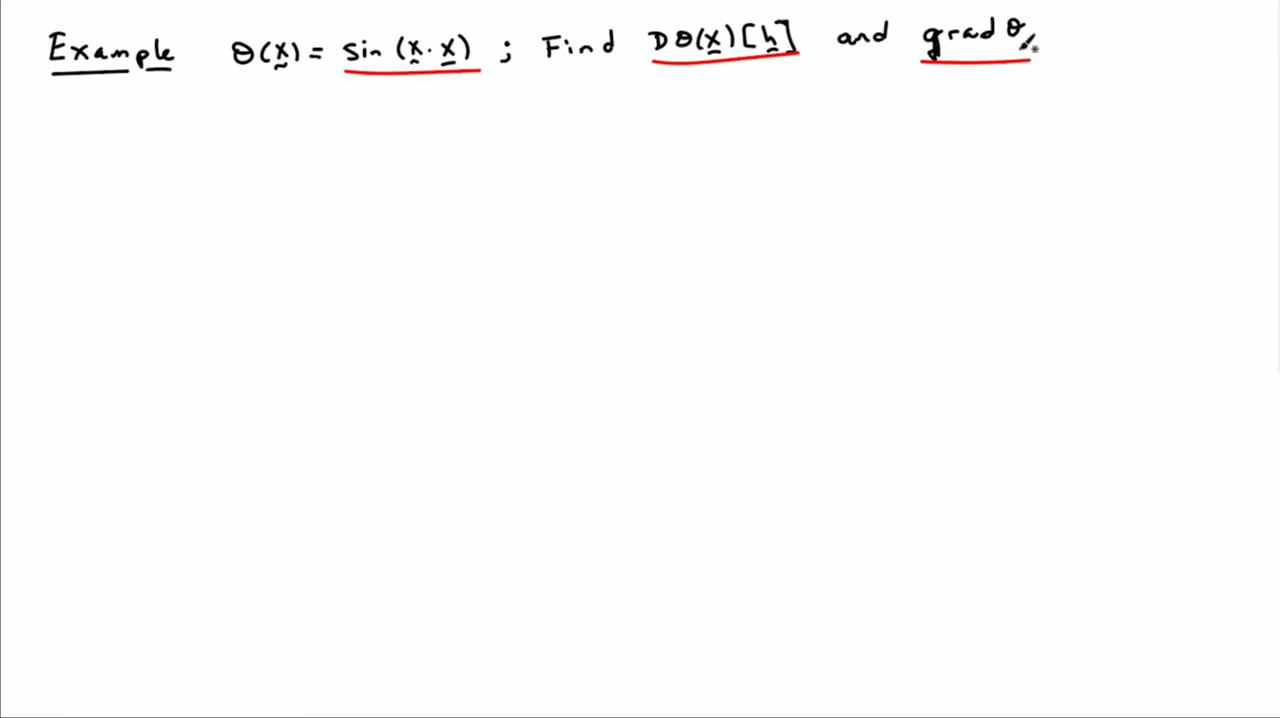 Example θ(x) = sin (x · x) ; Find Dθ(x)[h] and grad θ